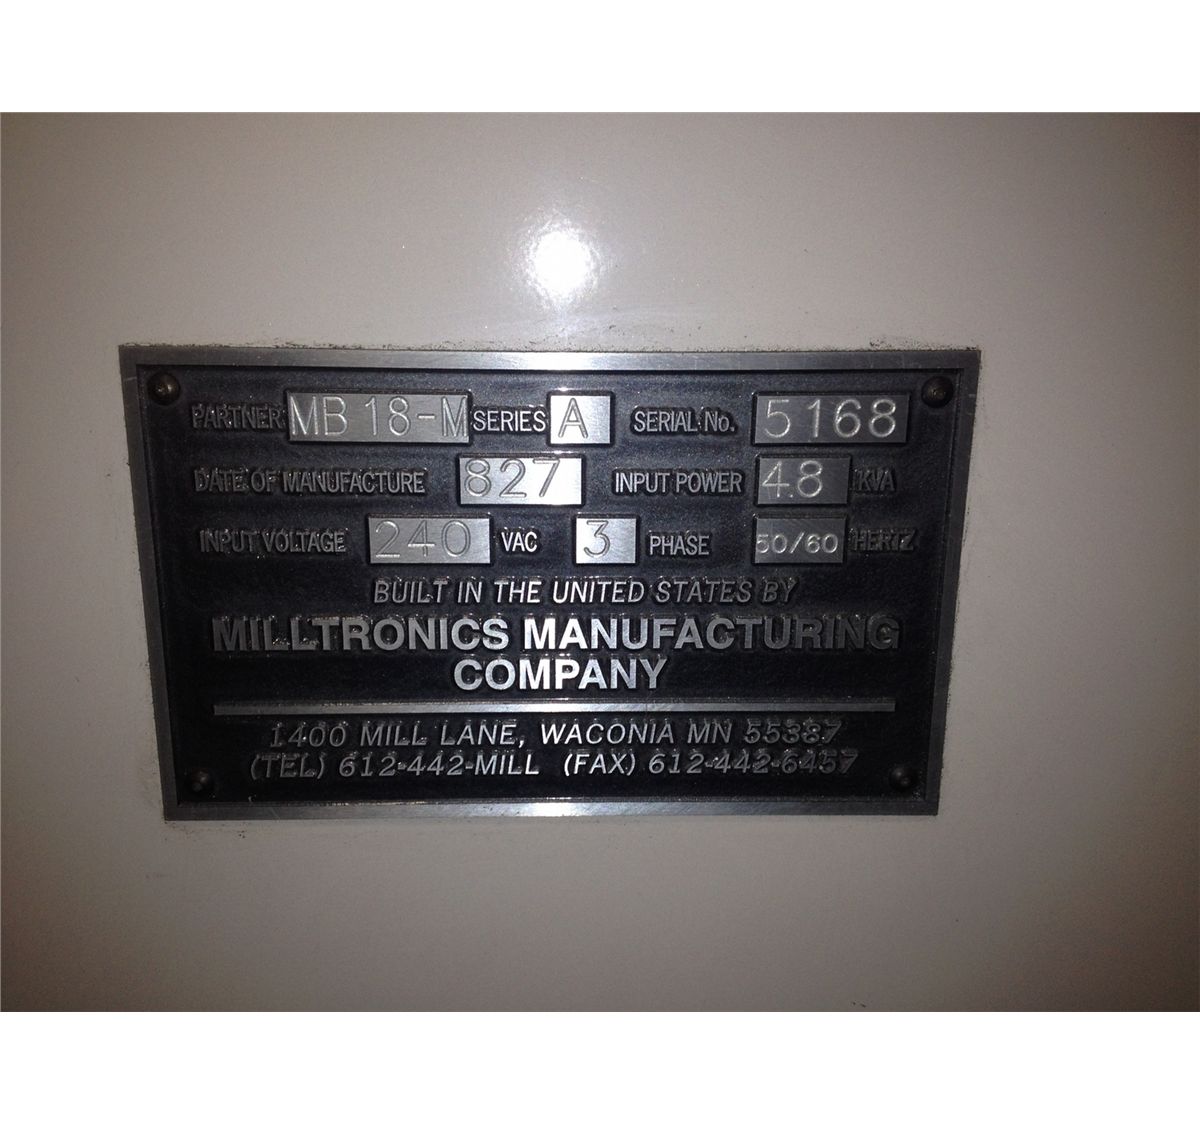 PARTNER MB 18-M SERIES A SERIAL No. 5168
DATE OF MANUFACTURE 827 INPUT POWER 48 KVA
INPUT VOLTAGE 240 VAC 3 PHASE 50/60 HERTZ
BUILT IN THE UNITED STATES BY
MILLTRONICS MANUFACTURING
COMPANY
1400 MILL LANE, WACONIA MN 55387
(TEL) 612-442-MILL (FAX) 612-442-6457